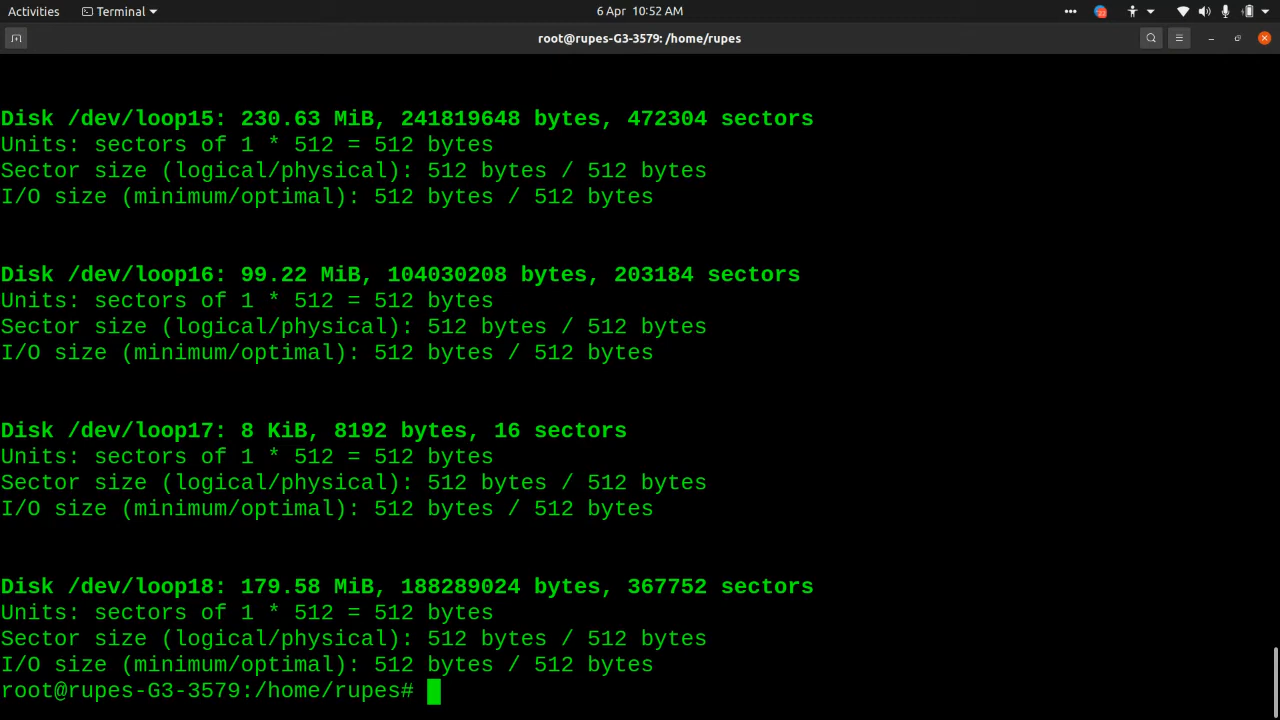 Activities Terminal 6 Apr 10:52 AM
root@rupes-G3-3579: /home/rupes
Disk /dev/loop15: 230.63 MiB, 241819648 bytes, 472304 sectors
Units: sectors of 1 * 512 = 512 bytes
Sector size (logical/physical): 512 bytes / 512 bytes
I/O size (minimum/optimal): 512 bytes / 512 bytes
Disk /dev/loop16: 99.22 MiB, 104030208 bytes, 203184 sectors
Units: sectors of 1 * 512 = 512 bytes
Sector size (logical/physical): 512 bytes / 512 bytes
I/O size (minimum/optimal): 512 bytes / 512 bytes
Disk /dev/loop17: 8 KiB, 8192 bytes, 16 sectors
Units: sectors of 1 * 512 = 512 bytes
Sector size (logical/physical): 512 bytes / 512 bytes
I/O size (minimum/optimal): 512 bytes / 512 bytes
Disk /dev/loop18: 179.58 MiB, 188289024 bytes, 367752 sectors
Units: sectors of 1 * 512 = 512 bytes
Sector size (logical/physical): 512 bytes / 512 bytes
I/O size (minimum/optimal): 512 bytes / 512 bytes
root@rupes-G3-3579:/home/rupes#